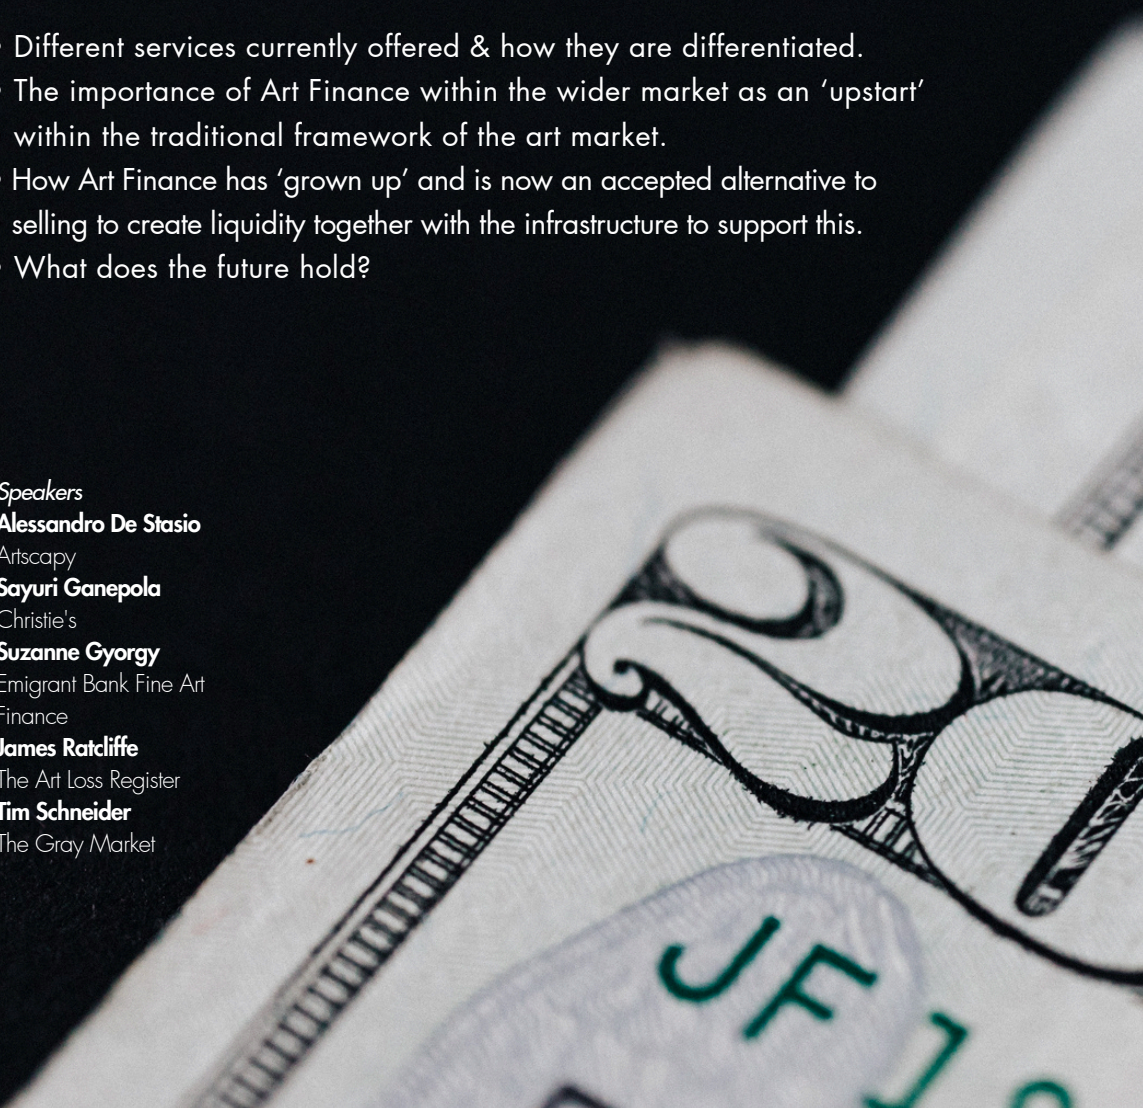 • Different services currently offered & how they are differentiated.
• The importance of Art Finance within the wider market as an ‘upstart’
within the traditional framework of the art market.
• How Art Finance has ‘grown up’ and is now an accepted alternative to
selling to create liquidity together with the infrastructure to support this.
• What does the future hold?
Speakers
Alessandro De Stasio
Artscapy
Sayuri Ganepola
Christie's
Suzanne Gyorgy
Emigrant Bank Fine Art
Finance
James Ratcliffe
The Art Loss Register
Tim Schneider
The Gray Market
JF 1